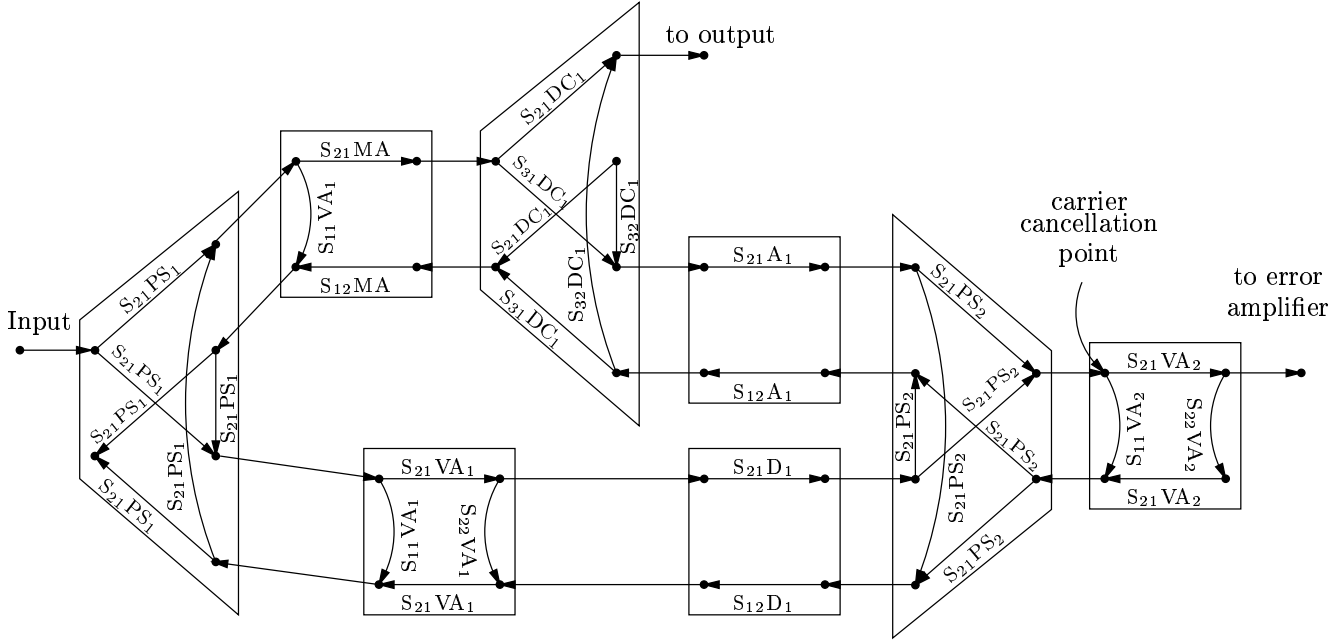 to output
S₂₁DC₁
S₂₁MA
S₃₁DC₁
S₁₁VA₁
S₂₁DC₁
S₃₂DC₁
S₃₂DC₁
S₁₂MA
S₃₁DC₁
carrier
cancellation
point
S₂₁A₁
S₁₂A₁
to error
amplifier
Input
S₂₁PS₁
S₂₁PS₁
S₂₁PS₁
S₂₁PS₁
S₂₁PS₁
S₂₁PS₁
S₂₁PS₂
S₂₁PS₂
S₂₁PS₂
S₂₁PS₂
S₂₁PS₂
S₂₁PS₂
S₂₁VA₂
S₁₁VA₂
S₂₂VA₂
S₂₁VA₂
S₂₁VA₁
S₁₁VA₁
S₂₂VA₁
S₂₁VA₁
S₂₁D₁
S₁₂D₁